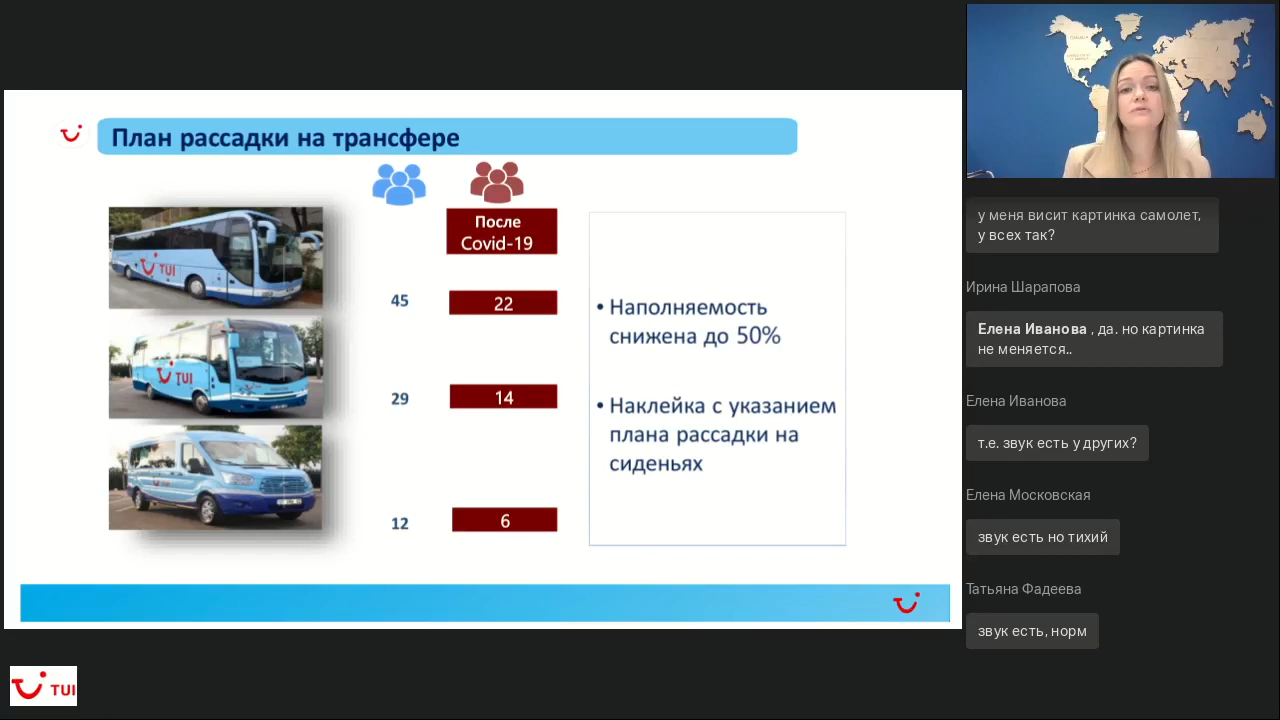 План рассадки на трансфере
После
Covid-19
TUI
45
22
TUI
29
14
12
6
• Наполняемость
снижена до 50%
• Наклейка с указанием
плана рассадки на
сиденьях
TUI
у меня висит картинка самолет,
у всех так?
Ирина Шарапова
Елена Иванова , да. но картинка
не меняется..
Елена Иванова
т.е. звук есть у других?
Елена Московская
звук есть но тихий
Татьяна Фадеева
звук есть, норм